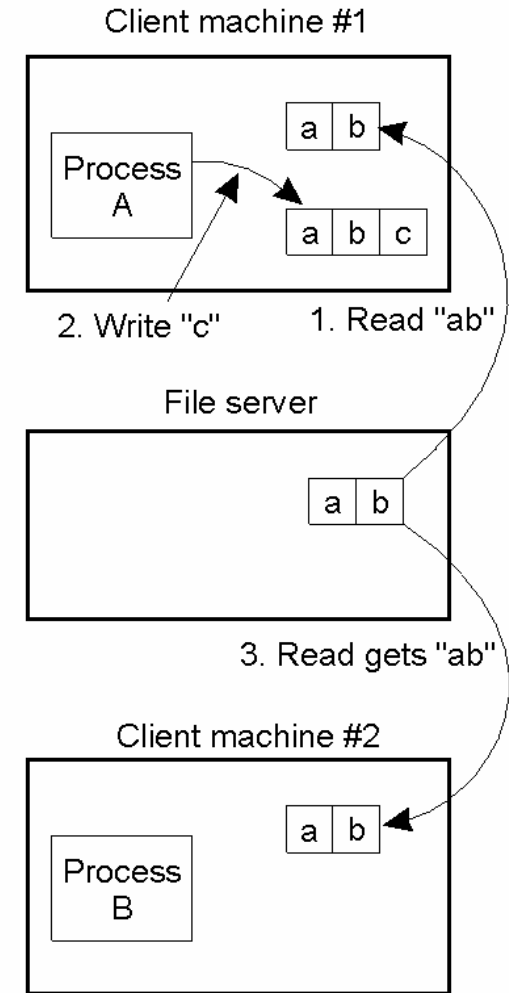 Client machine #1
a b
Process
A
a b c
2. Write "c"
1. Read "ab"
File server
a b
3. Read gets "ab"
Client machine #2
a b
Process
B